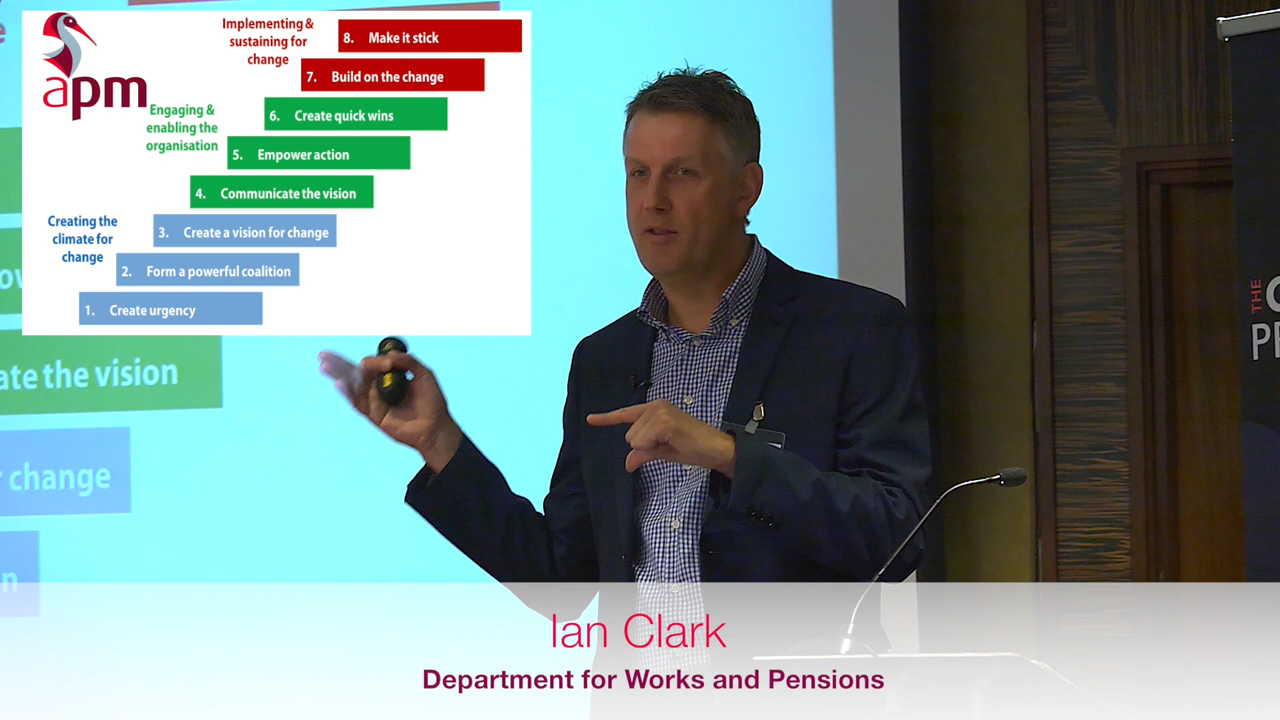 apm
Implementing &
sustaining for
change
8. Make it stick
7. Build on the change
Engaging &
enabling the
organisation
6. Create quick wins
5. Empower action
4. Communicate the vision
Creating the
climate for
change
3. Create a vision for change
2. Form a powerful coalition
1. Create urgency
ate the vision
change
THE
Ian Clark
Department for Works and Pensions